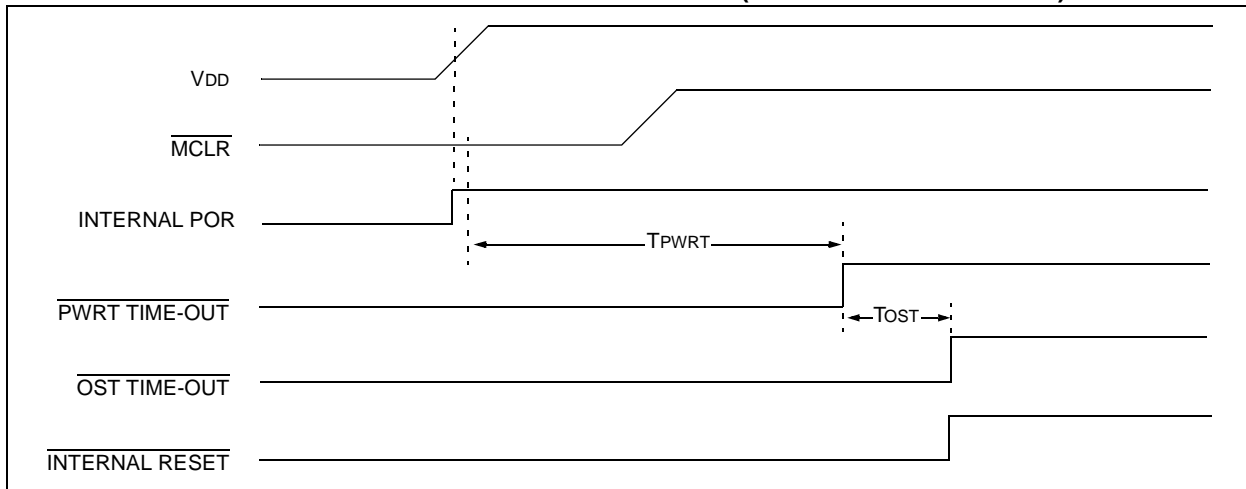 VDD
MCLR
INTERNAL POR
TPWRT
PWRT TIME-OUT
TOST
OST TIME-OUT
INTERNAL RESET